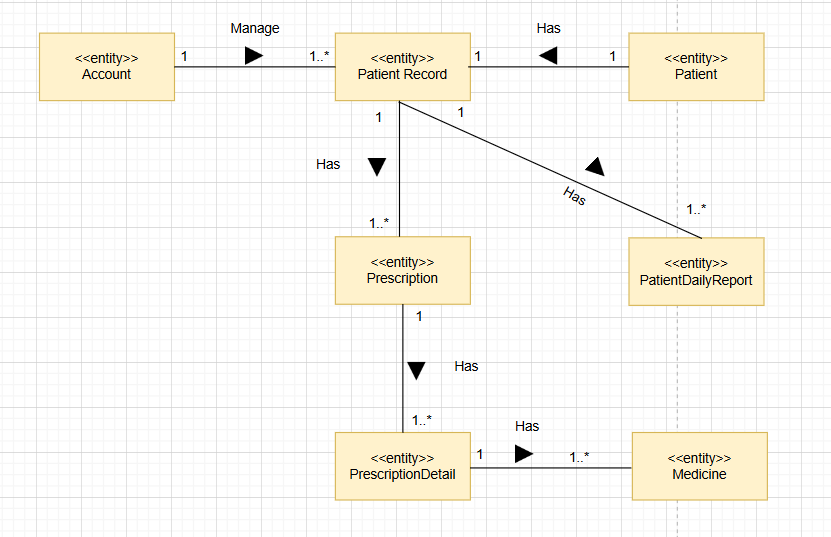 Manage
Has
<<entity>>
Account
1
1..*
<<entity>>
Patient Record
1
1
<<entity>>
Patient
1
1
Has
Has
1..*
1..*
<<entity>>
Prescription
<<entity>>
PatientDailyReport
1
Has
1..*
Has
<<entity>>
PrescriptionDetail
1
1..*
<<entity>>
Medicine